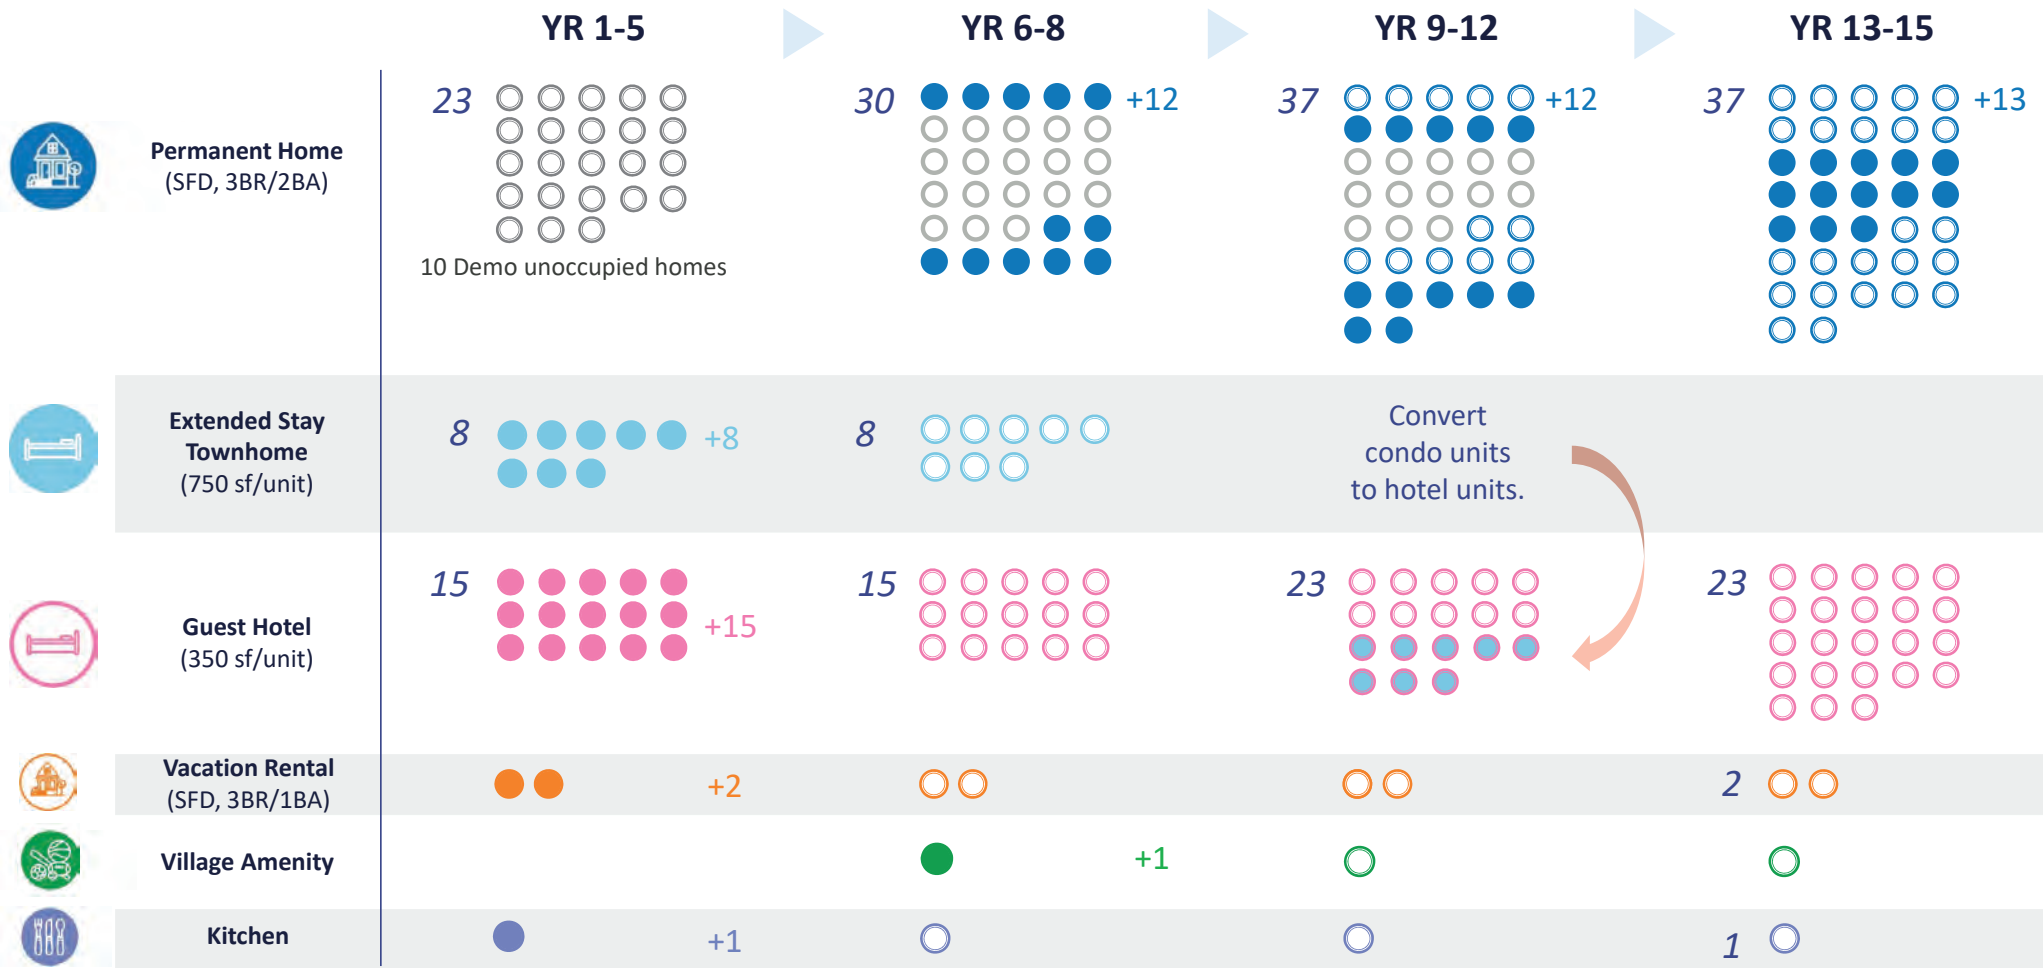 YR 1-5
YR 6-8
YR 9-12
YR 13-15
Permanent Home
(SFD, 3BR/2BA)
23
10 Demo unoccupied homes
30
+12
37
+12
37
+13
Extended Stay
Townhome
(750 sf/unit)
8
+8
8
Convert
condo units
to hotel units.
Guest Hotel
(350 sf/unit)
15
+15
15
23
23
Vacation Rental
(SFD, 3BR/1BA)
+2
2
Village Amenity
+1
Kitchen
+1
1